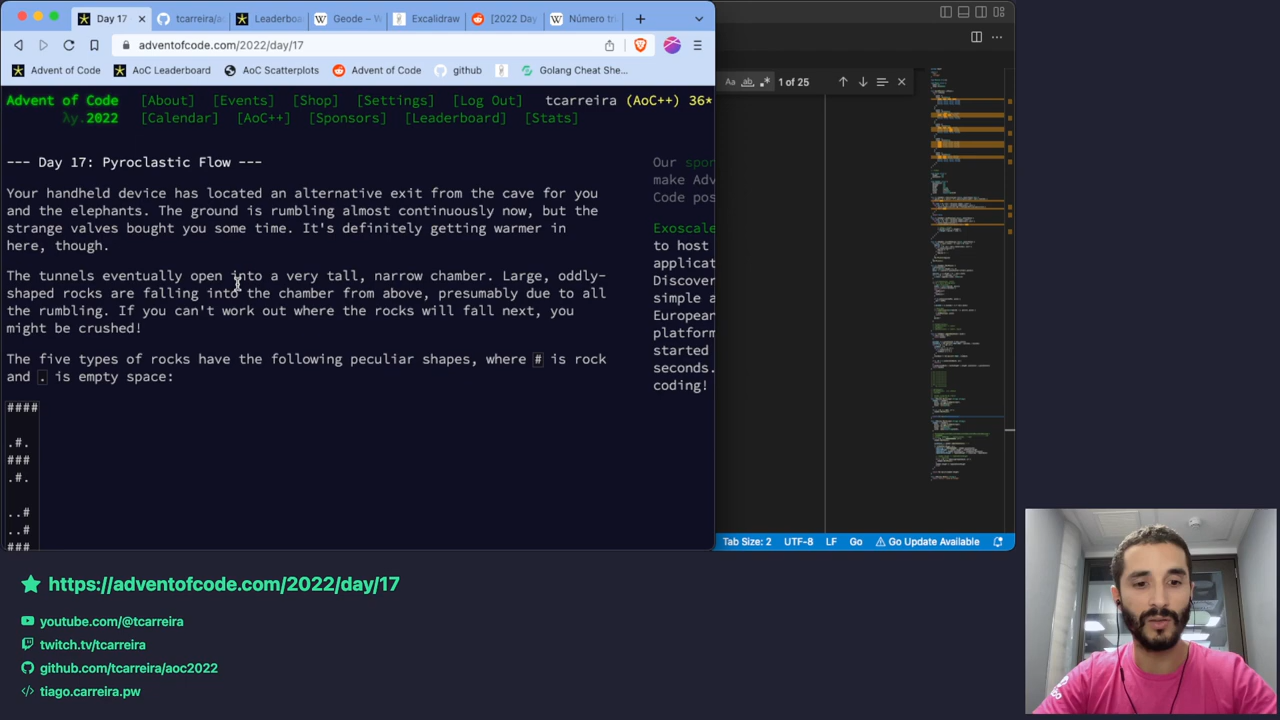 Day 17
tcarreira/a
Leaderboa
Geode – W
Excalidraw
[2022 Day
Número tri
adventofcode.com/2022/day/17
Advent of Code
AoC Leaderboard
AoC Scatterplots
Advent of Code
github
Golang Cheat She...
Advent of Code [About] [Events] [Shop] [Settings] [Log Out] tcarreira (AoC++) 36*
λy.2022 [Calendar] [AoC++] [Sponsors] [Leaderboard] [Stats]
--- Day 17: Pyroclastic Flow ---
Your handheld device has located an alternative exit from the cave for you
and the elephants. The ground is rumbling almost continuously now, but the
strange valves bought you some time. It's definitely getting warmer in
here, though.
The tunnels eventually open into a very tall, narrow chamber. Large, oddly-
shaped rocks are falling into the chamber from above, presumably due to all
the rumbling. If you can't work out where the rocks will fall next, you
might be crushed!
The five types of rocks have the following peculiar shapes, where # is rock
and . is empty space:
####
.#.
###
.#.
..#
..#
###
Our spon
make Adv
Code pos
Exoscale
to host
applicat
Discover
simple a
European
platform
started
seconds.
coding!
Aa ab .* 1 of 25
Tab Size: 2 UTF-8 LF Go Go Update Available
https://adventofcode.com/2022/day/17
youtube.com/@tcarreira
twitch.tv/tcarreira
github.com/tcarreira/aoc2022
</> tiago.carreira.pw